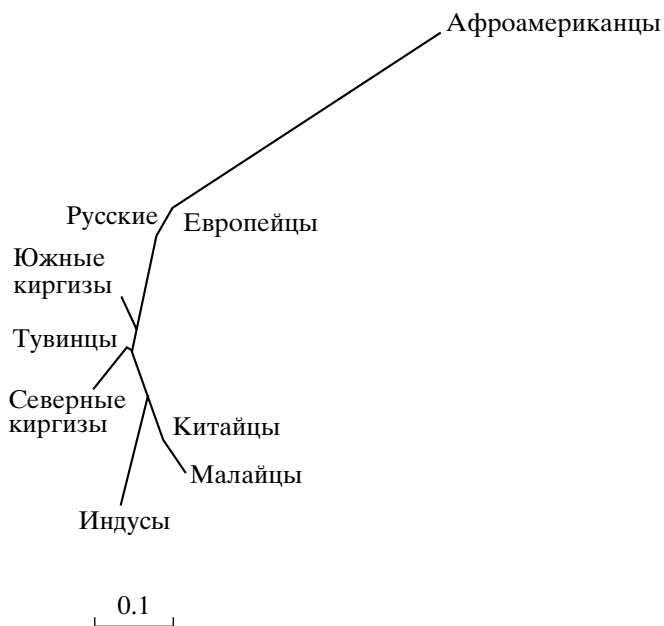 Афроамериканцы
Русские
Европейцы
Южные
киргизы
Тувинцы
Северные
киргизы
Китайцы
Малайцы
Индусы
0.1